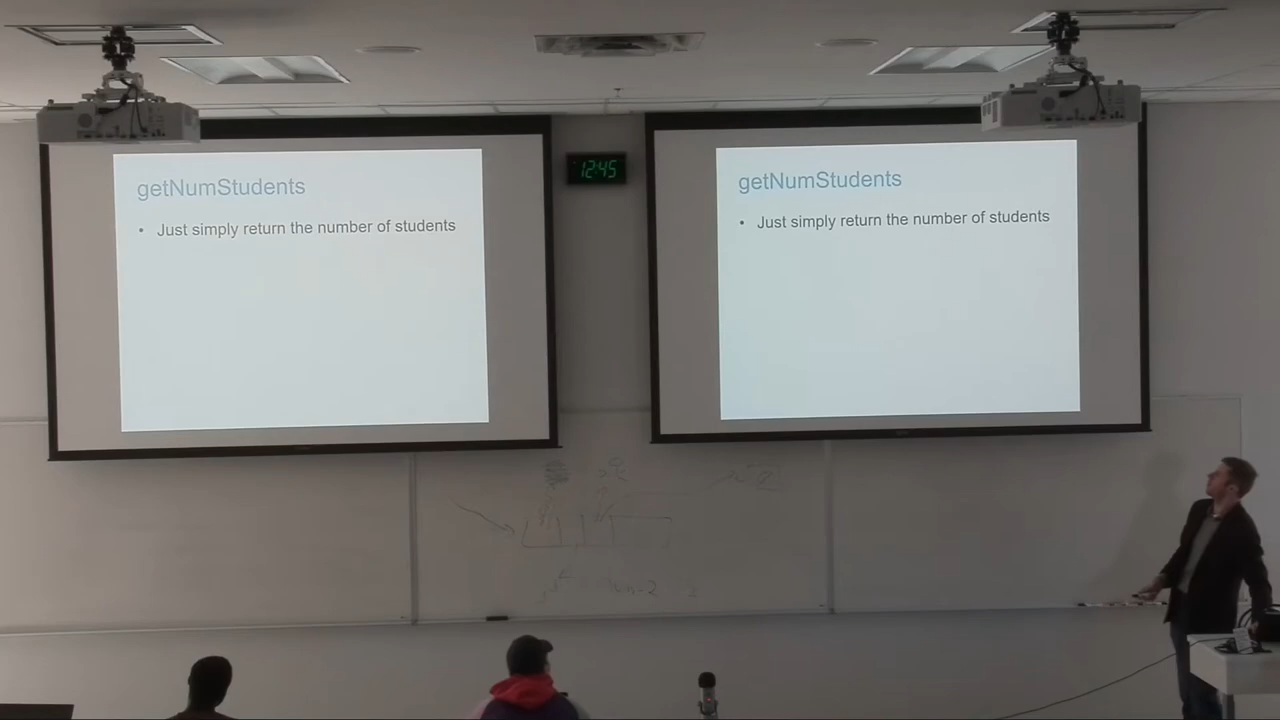 getNumStudents
• Just simply return the number of students
12:45
getNumStudents
• Just simply return the number of students